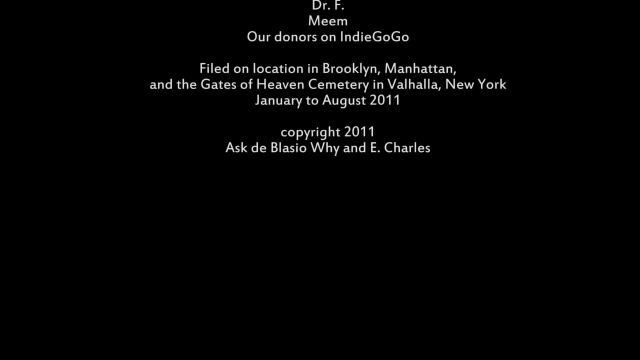 Dr. F.
Meem
Our donors on IndieGoGo
Filed on location in Brooklyn, Manhattan,
and the Gates of Heaven Cemetery in Valhalla, New York
January to August 2011
copyright 2011
Ask de Blasio Why and E. Charles